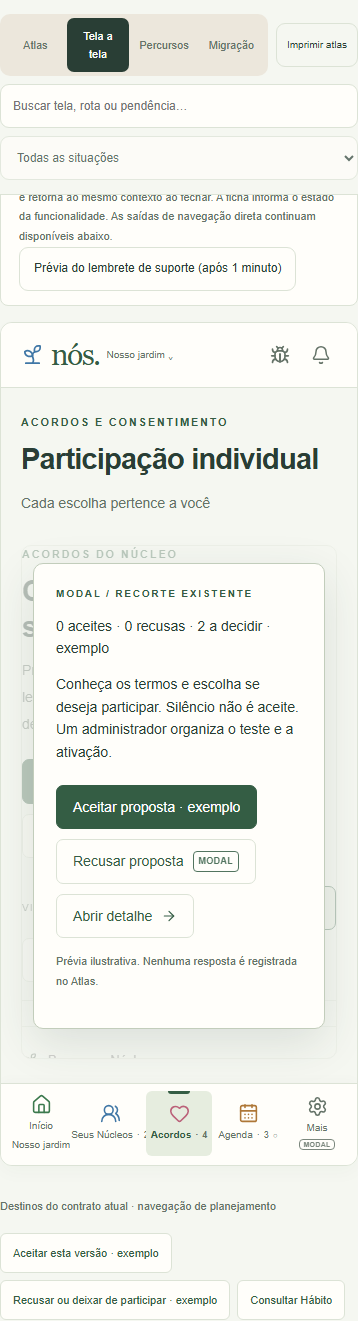 Atlas
Tela a
tela
Percursos
Migração
Imprimir atlas
Buscar tela, rota ou pendência…
Todas as situações
e retorna ao mesmo contexto ao fechar. A ficha informa o estado
da funcionalidade. As saídas de navegação direta continuam
disponíveis abaixo.
Prévia do lembrete de suporte (após 1 minuto)
nós. Nosso jardim
ACORDOS E CONSENTIMENTO
Participação individual
Cada escolha pertence a você
ACORDOS DO NÚCLEO
MODAL / RECORTE EXISTENTE
0 aceites · 0 recusas · 2 a decidir ·
exemplo
Conheça os termos e escolha se
deseja participar. Silêncio não é aceite.
Um administrador organiza o teste e a
ativação.
Aceitar proposta · exemplo
Recusar proposta MODAL
Abrir detalhe →
Prévia ilustrativa. Nenhuma resposta é registrada
no Atlas.
Início
Nosso jardim
Seus Núcleos · 2
Acordos · 4
Agenda · 3
Mais
MODAL
Destinos do contrato atual · navegação de planejamento
Aceitar esta versão · exemplo
Recusar ou deixar de participar · exemplo
Consultar Hábito